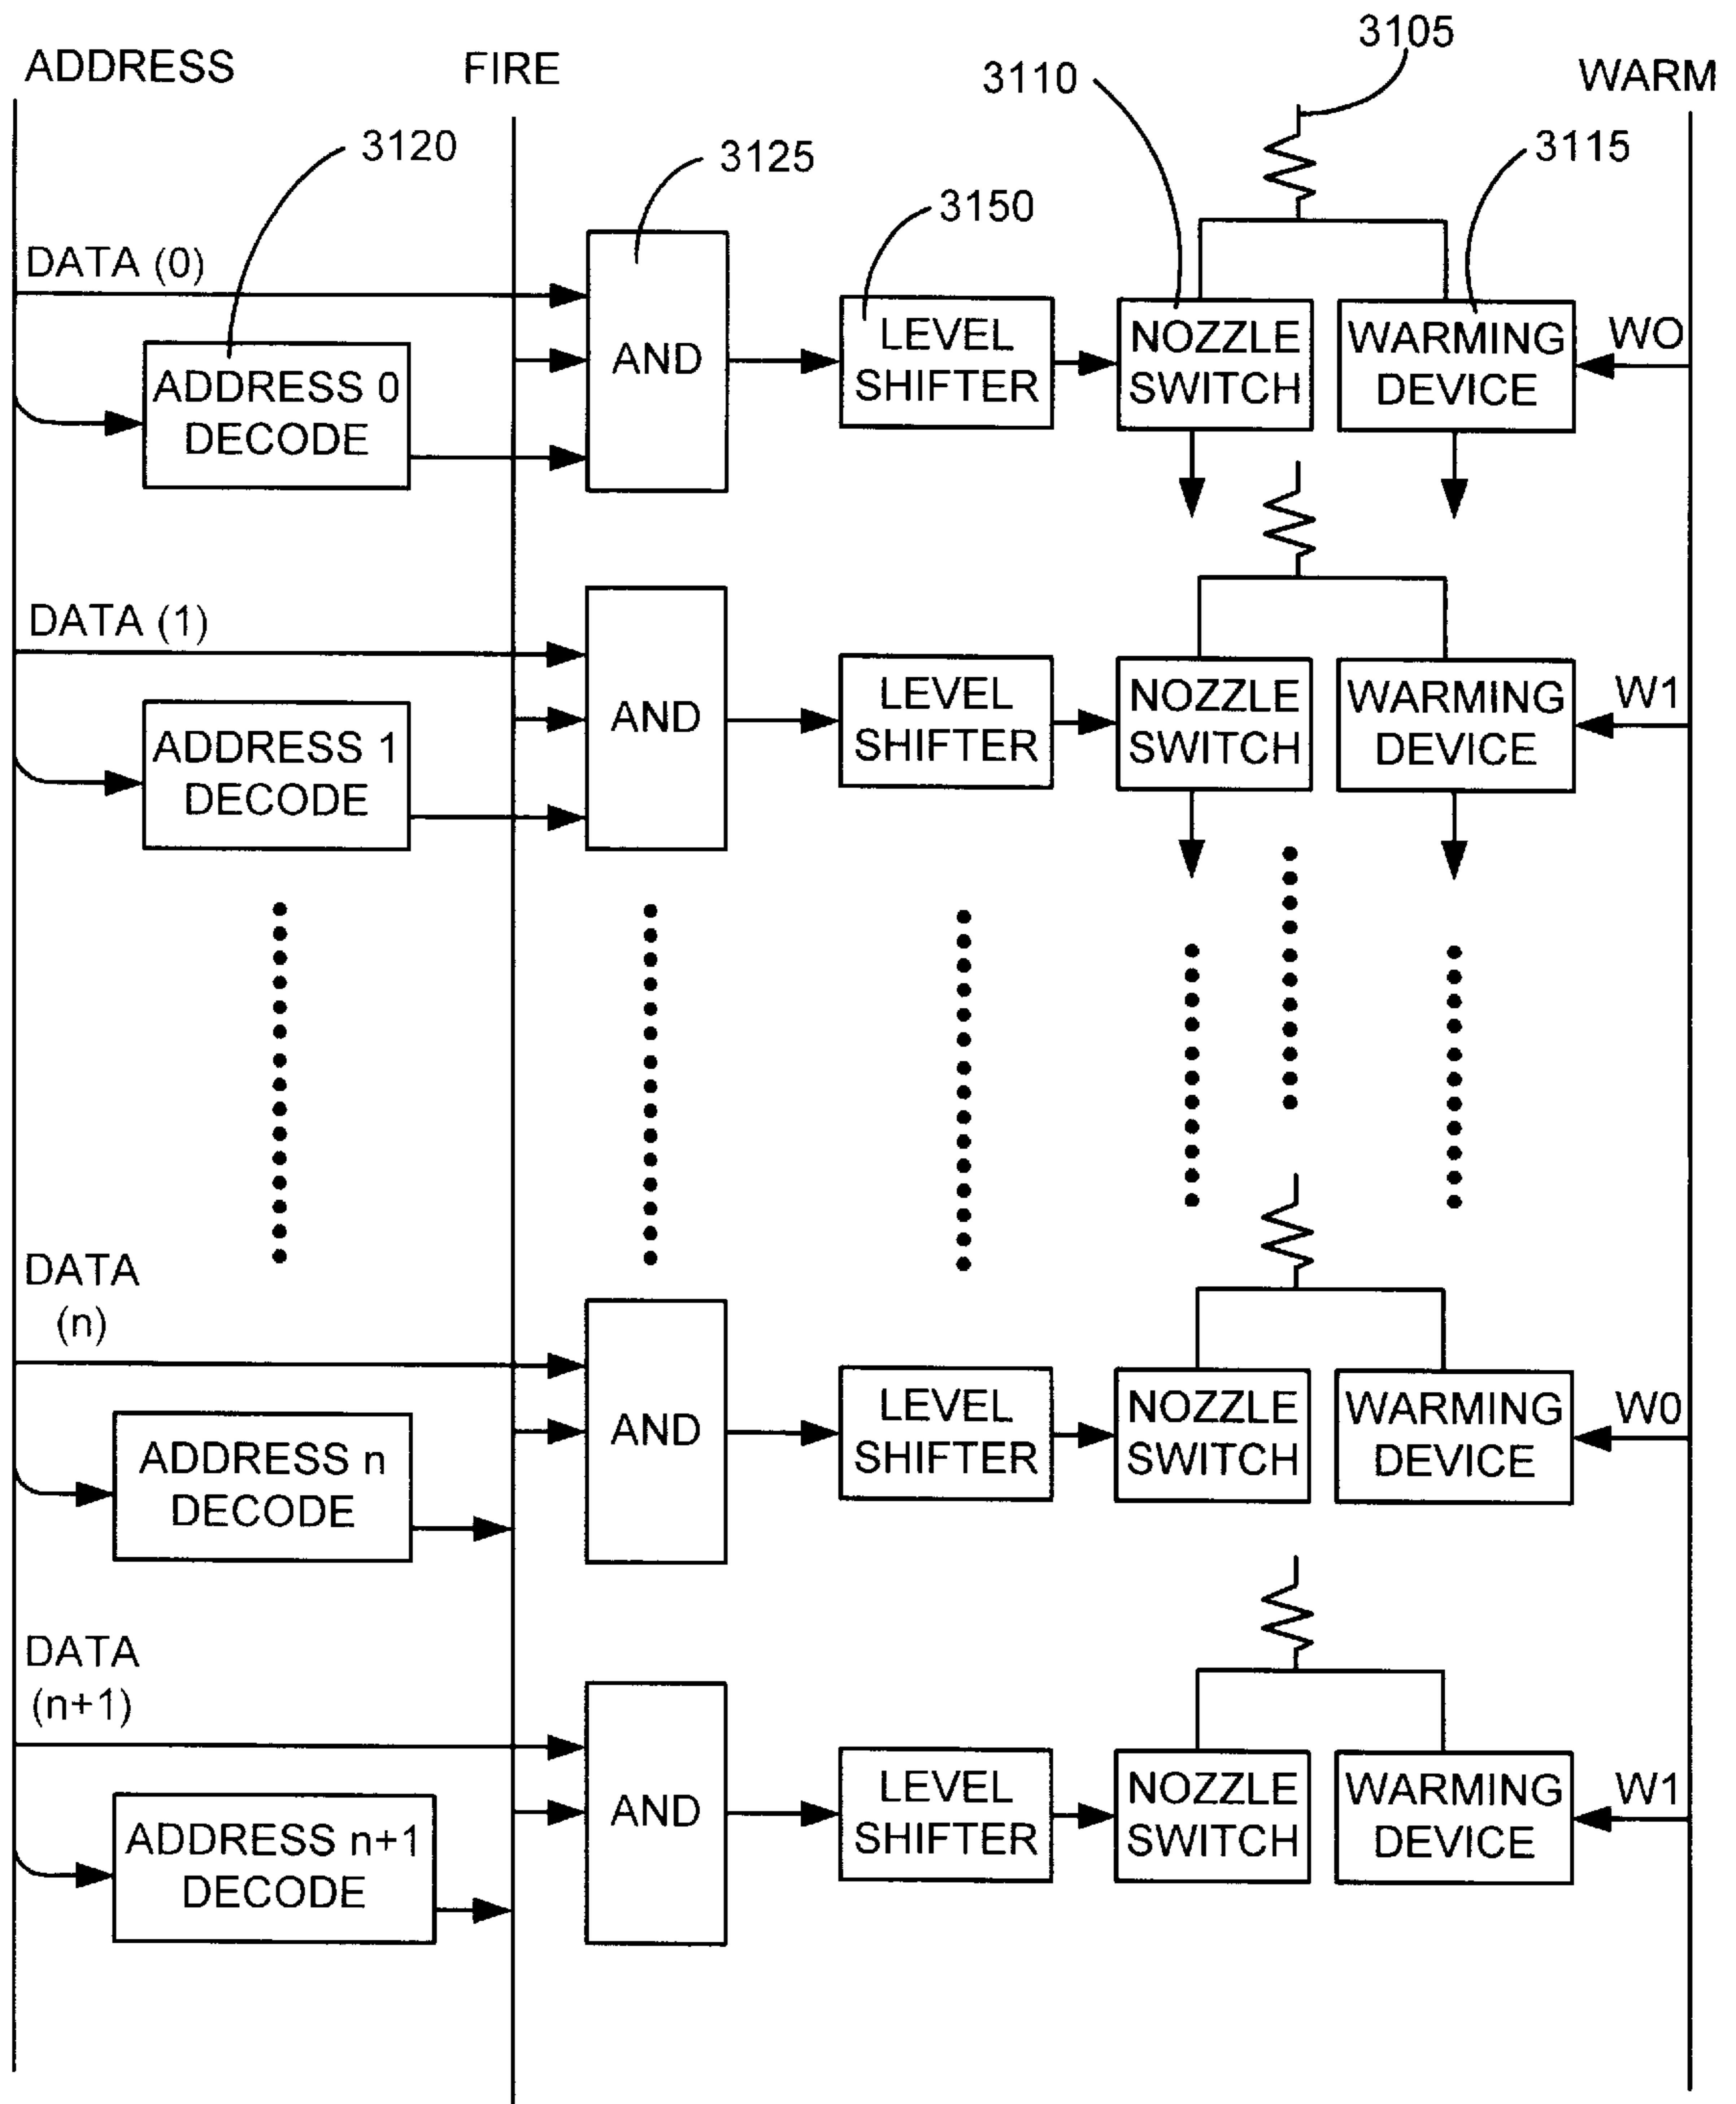 3105
ADDRESS
FIRE
3110
WARM
3120
3125
3115
3150
DATA (0)
ADDRESS 0
DECODE
AND
LEVEL
SHIFTER
NOZZLE
SWITCH
WARMING
DEVICE
WO
DATA (1)
ADDRESS 1
DECODE
AND
LEVEL
SHIFTER
NOZZLE
SWITCH
WARMING
DEVICE
W1
DATA
(n)
ADDRESS n
DECODE
AND
LEVEL
SHIFTER
NOZZLE
SWITCH
WARMING
DEVICE
W0
DATA
(n+1)
ADDRESS n+1
DECODE
AND
LEVEL
SHIFTER
NOZZLE
SWITCH
WARMING
DEVICE
W1